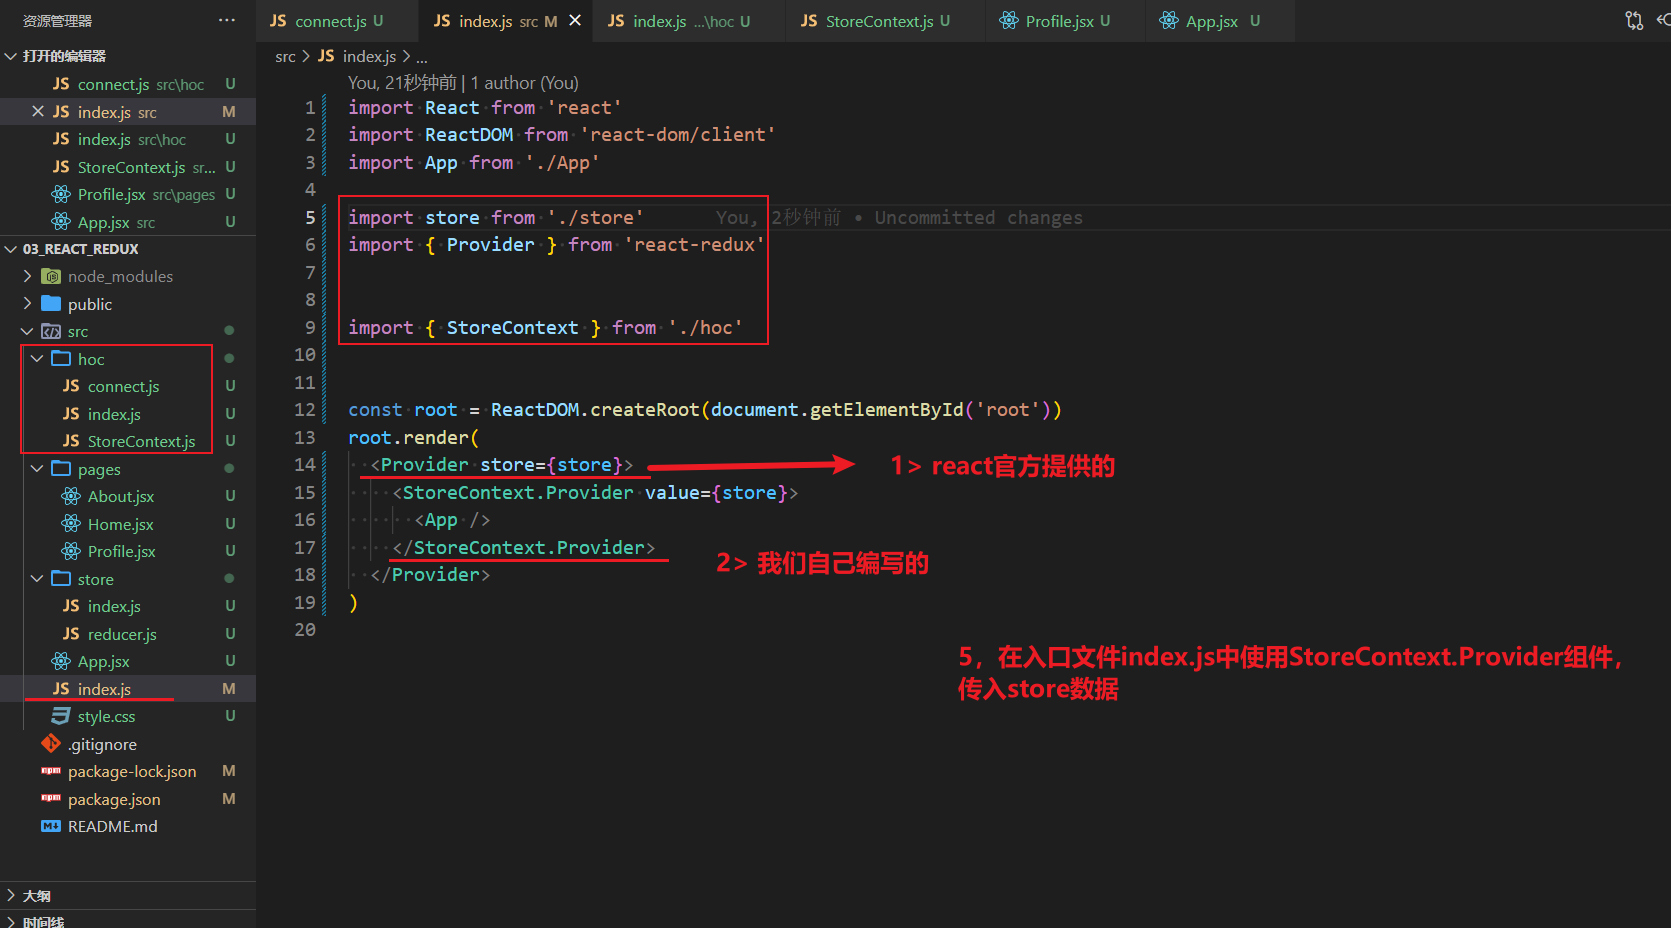 资源管理器 ···
打开的编辑器
JS connect.js src\hoc U
JS index.js src M
JS index.js src\hoc U
JS StoreContext.js sr... U
Profile.jsx src\pages U
App.jsx src U
03_REACT_REDUX
node_modules
public
src
hoc
JS connect.js U
JS index.js U
JS StoreContext.js U
pages
About.jsx U
Home.jsx U
Profile.jsx U
store
JS index.js U
JS reducer.js U
App.jsx U
JS index.js M
style.css U
.gitignore
npm package-lock.json M
npm package.json M
README.md
大纲
时间线
JS connect.js U JS index.js src M JS index.js ...\hoc U JS StoreContext.js U Profile.jsx U App.jsx U
src > JS index.js > ...
You, 21秒钟前 | 1 author (You)
1 import React from 'react'
2 import ReactDOM from 'react-dom/client'
3 import App from './App'
4
5 import store from './store' You, 2秒钟前 • Uncommitted changes
6 import { Provider } from 'react-redux'
7
8
9 import { StoreContext } from './hoc'
10
11
12 const root = ReactDOM.createRoot(document.getElementById('root'))
13 root.render(
14 <Provider store={store}> 1> react官方提供的
15 <StoreContext.Provider value={store}>
16 <App />
17 </StoreContext.Provider> 2> 我们自己编写的
18 </Provider>
19 )
20
5，在入口文件index.js中使用StoreContext.Provider组件，
传入store数据